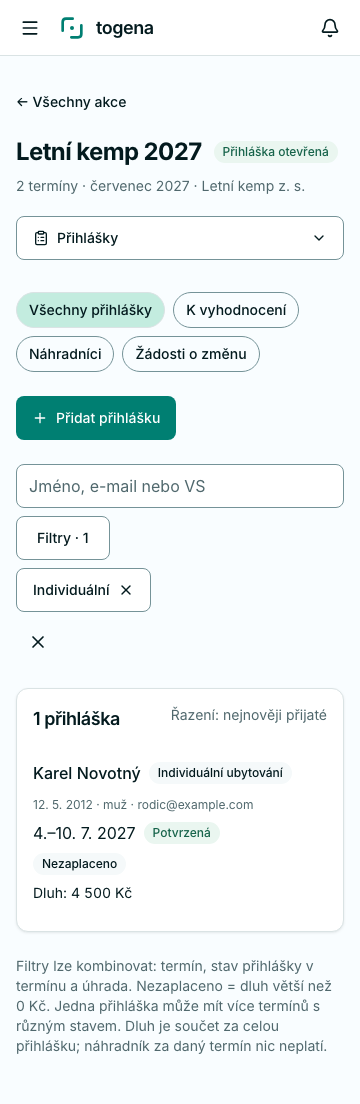 togena
← Všechny akce
Letní kemp 2027 Přihláška otevřená
2 termíny · červenec 2027 · Letní kemp z. s.
Přihlášky
Všechny přihlášky K vyhodnocení
Náhradníci Žádosti o změnu
+ Přidat přihlášku
Jméno, e-mail nebo VS
Filtry · 1
Individuální ×
×
1 přihláška Řazení: nejnověji přijaté
Karel Novotný Individuální ubytování
12. 5. 2012 · muž · rodic@example.com
4.–10. 7. 2027 Potvrzená
Nezaplaceno
Dluh: 4 500 Kč
Filtry lze kombinovat: termín, stav přihlášky v
termínu a úhrada. Nezaplaceno = dluh větší než
0 Kč. Jedna přihláška může mít více termínů s
různým stavem. Dluh je součet za celou
přihlášku; náhradník za daný termín nic neplatí.